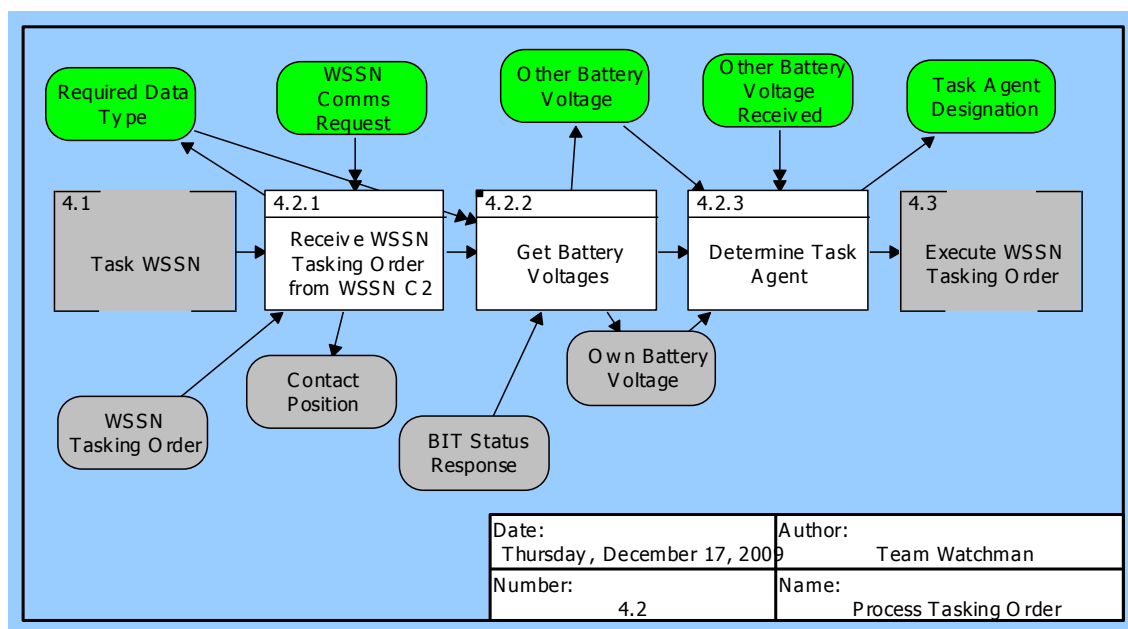 Required Data
Type
WSSN
Comms
Request
Other Battery
Voltage
Other Battery
Voltage
Received
Task Agent
Designation
4.1
Task WSSN
4.2.1
Receive WSSN
Tasking Order
from WSSN C2
4.2.2
Get Battery
Voltages
4.2.3
Determine Task
Agent
4.3
Execute WSSN
Tasking Order
WSSN
Tasking Order
Contact
Position
BIT Status
Response
Own Battery
Voltage
Date:
Thursday, December 17, 2009
Author:
Team Watchman
Number:
4.2
Name:
Process Tasking Order